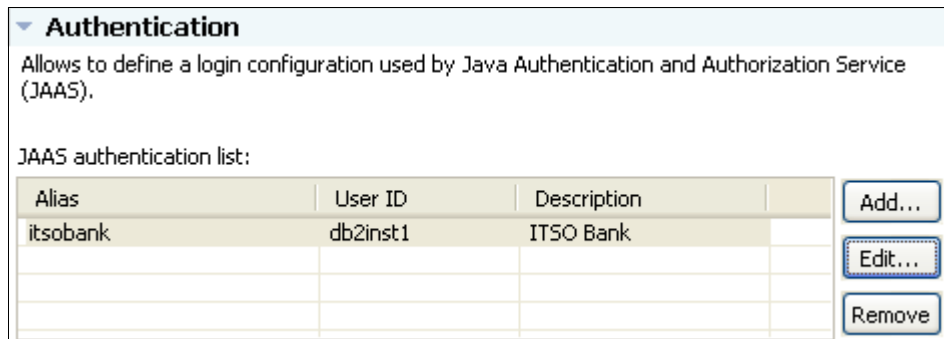 Authentication
Allows to define a login configuration used by Java Authentication and Authorization Service
(JAAS).
JAAS authentication list:
Alias User ID Description
Add...
itsobank db2inst1 ITSO Bank
Edit...
Remove